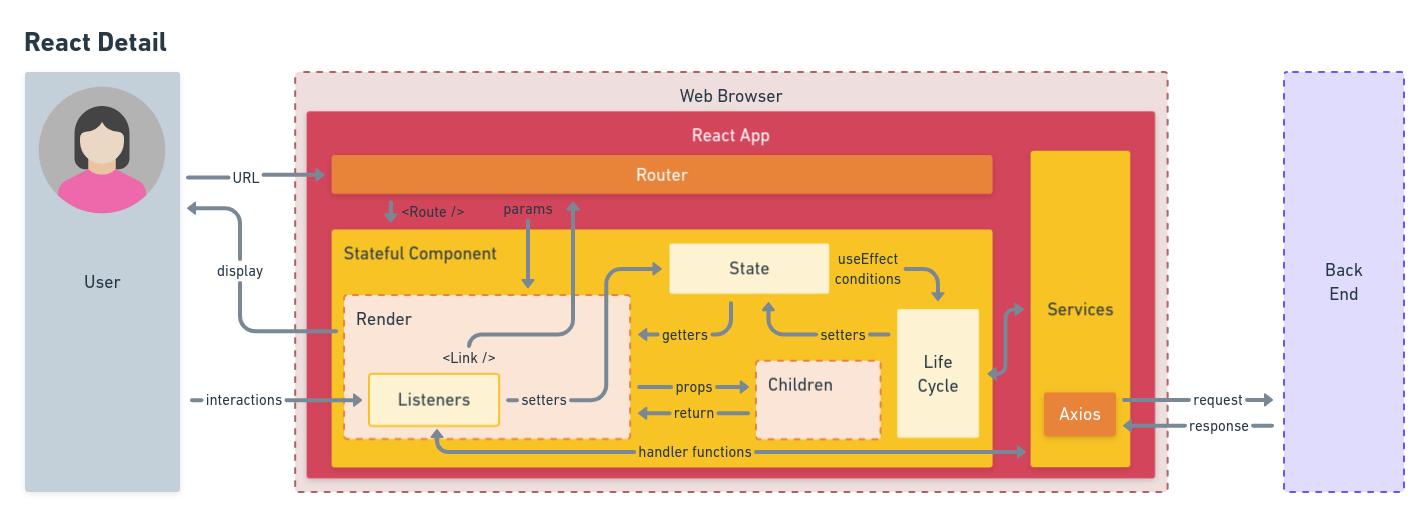 React Detail
Web Browser
React App
Router
URL
<Route />
params
Stateful Component
State
useEffect
conditions
display
User
Render
getters
setters
Services
Life
Cycle
<Link />
props
Children
return
interactions
Listeners
setters
Axios
request
response
handler functions
Back
End